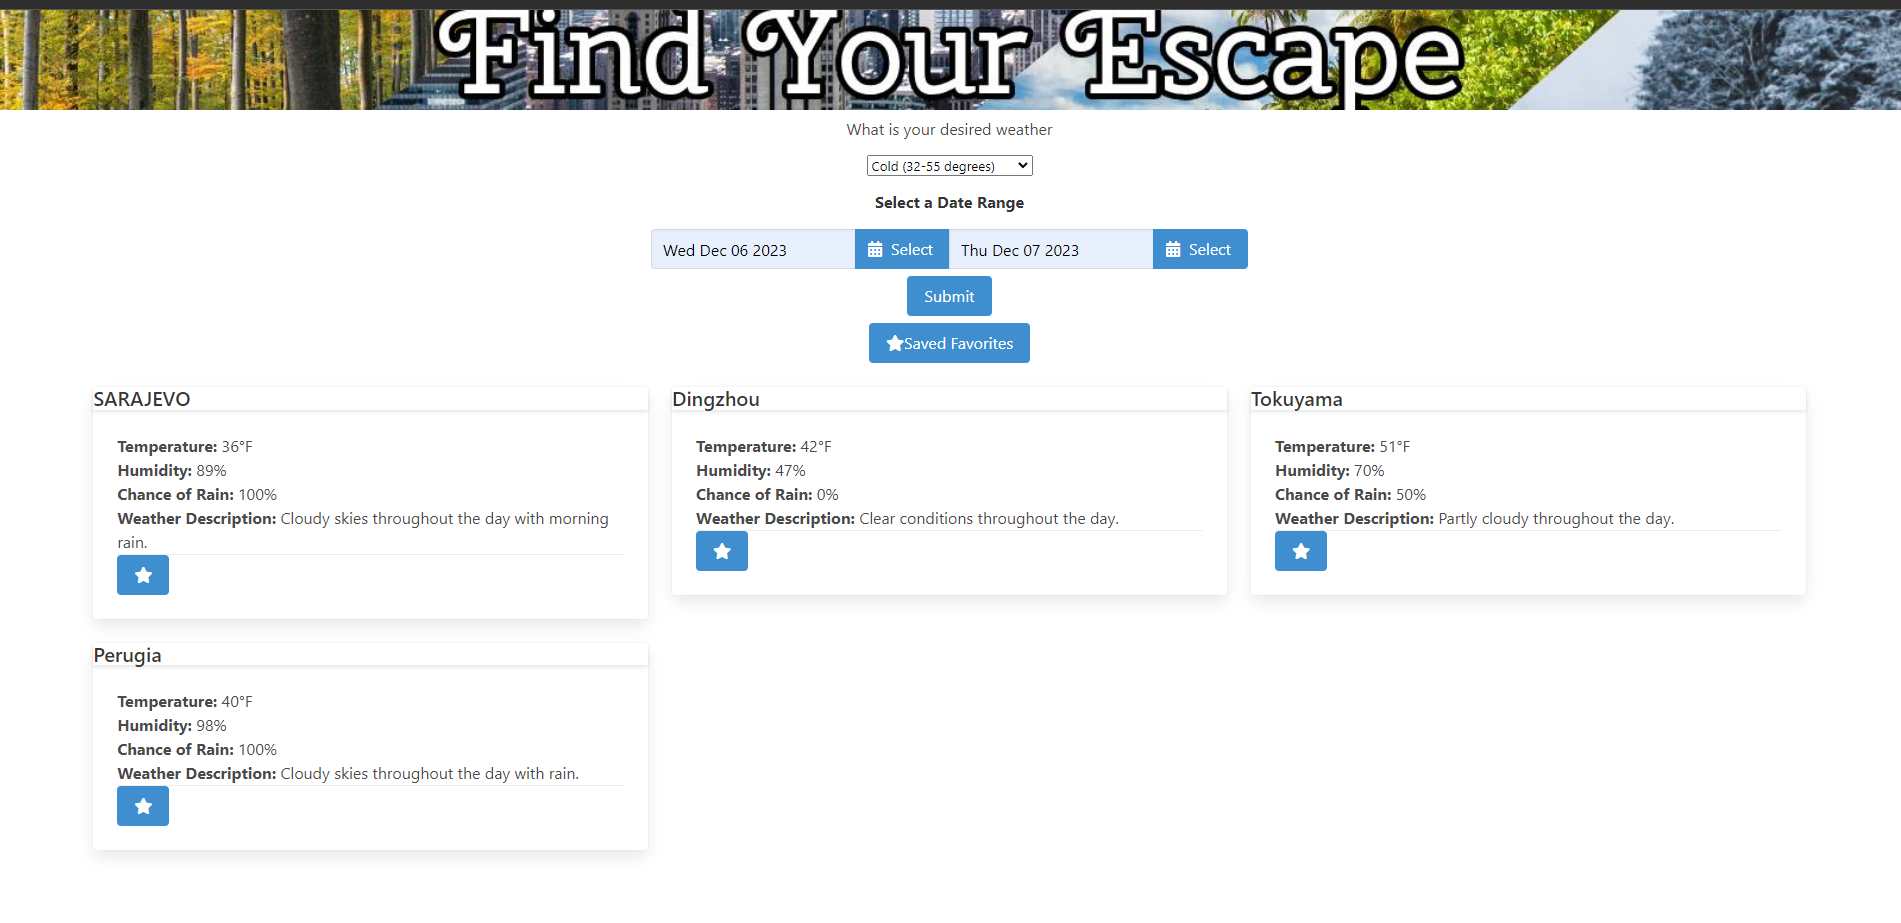 Find Your Escape
What is your desired weather
Cold (32-55 degrees)
Select a Date Range
Wed Dec 06 2023 Select Thu Dec 07 2023 Select
Submit
Saved Favorites
SARAJEVO
Temperature: 36°F
Humidity: 89%
Chance of Rain: 100%
Weather Description: Cloudy skies throughout the day with morning
rain.
Dingzhou
Temperature: 42°F
Humidity: 47%
Chance of Rain: 0%
Weather Description: Clear conditions throughout the day.
Tokuyama
Temperature: 51°F
Humidity: 70%
Chance of Rain: 50%
Weather Description: Partly cloudy throughout the day.
Perugia
Temperature: 40°F
Humidity: 98%
Chance of Rain: 100%
Weather Description: Cloudy skies throughout the day with rain.